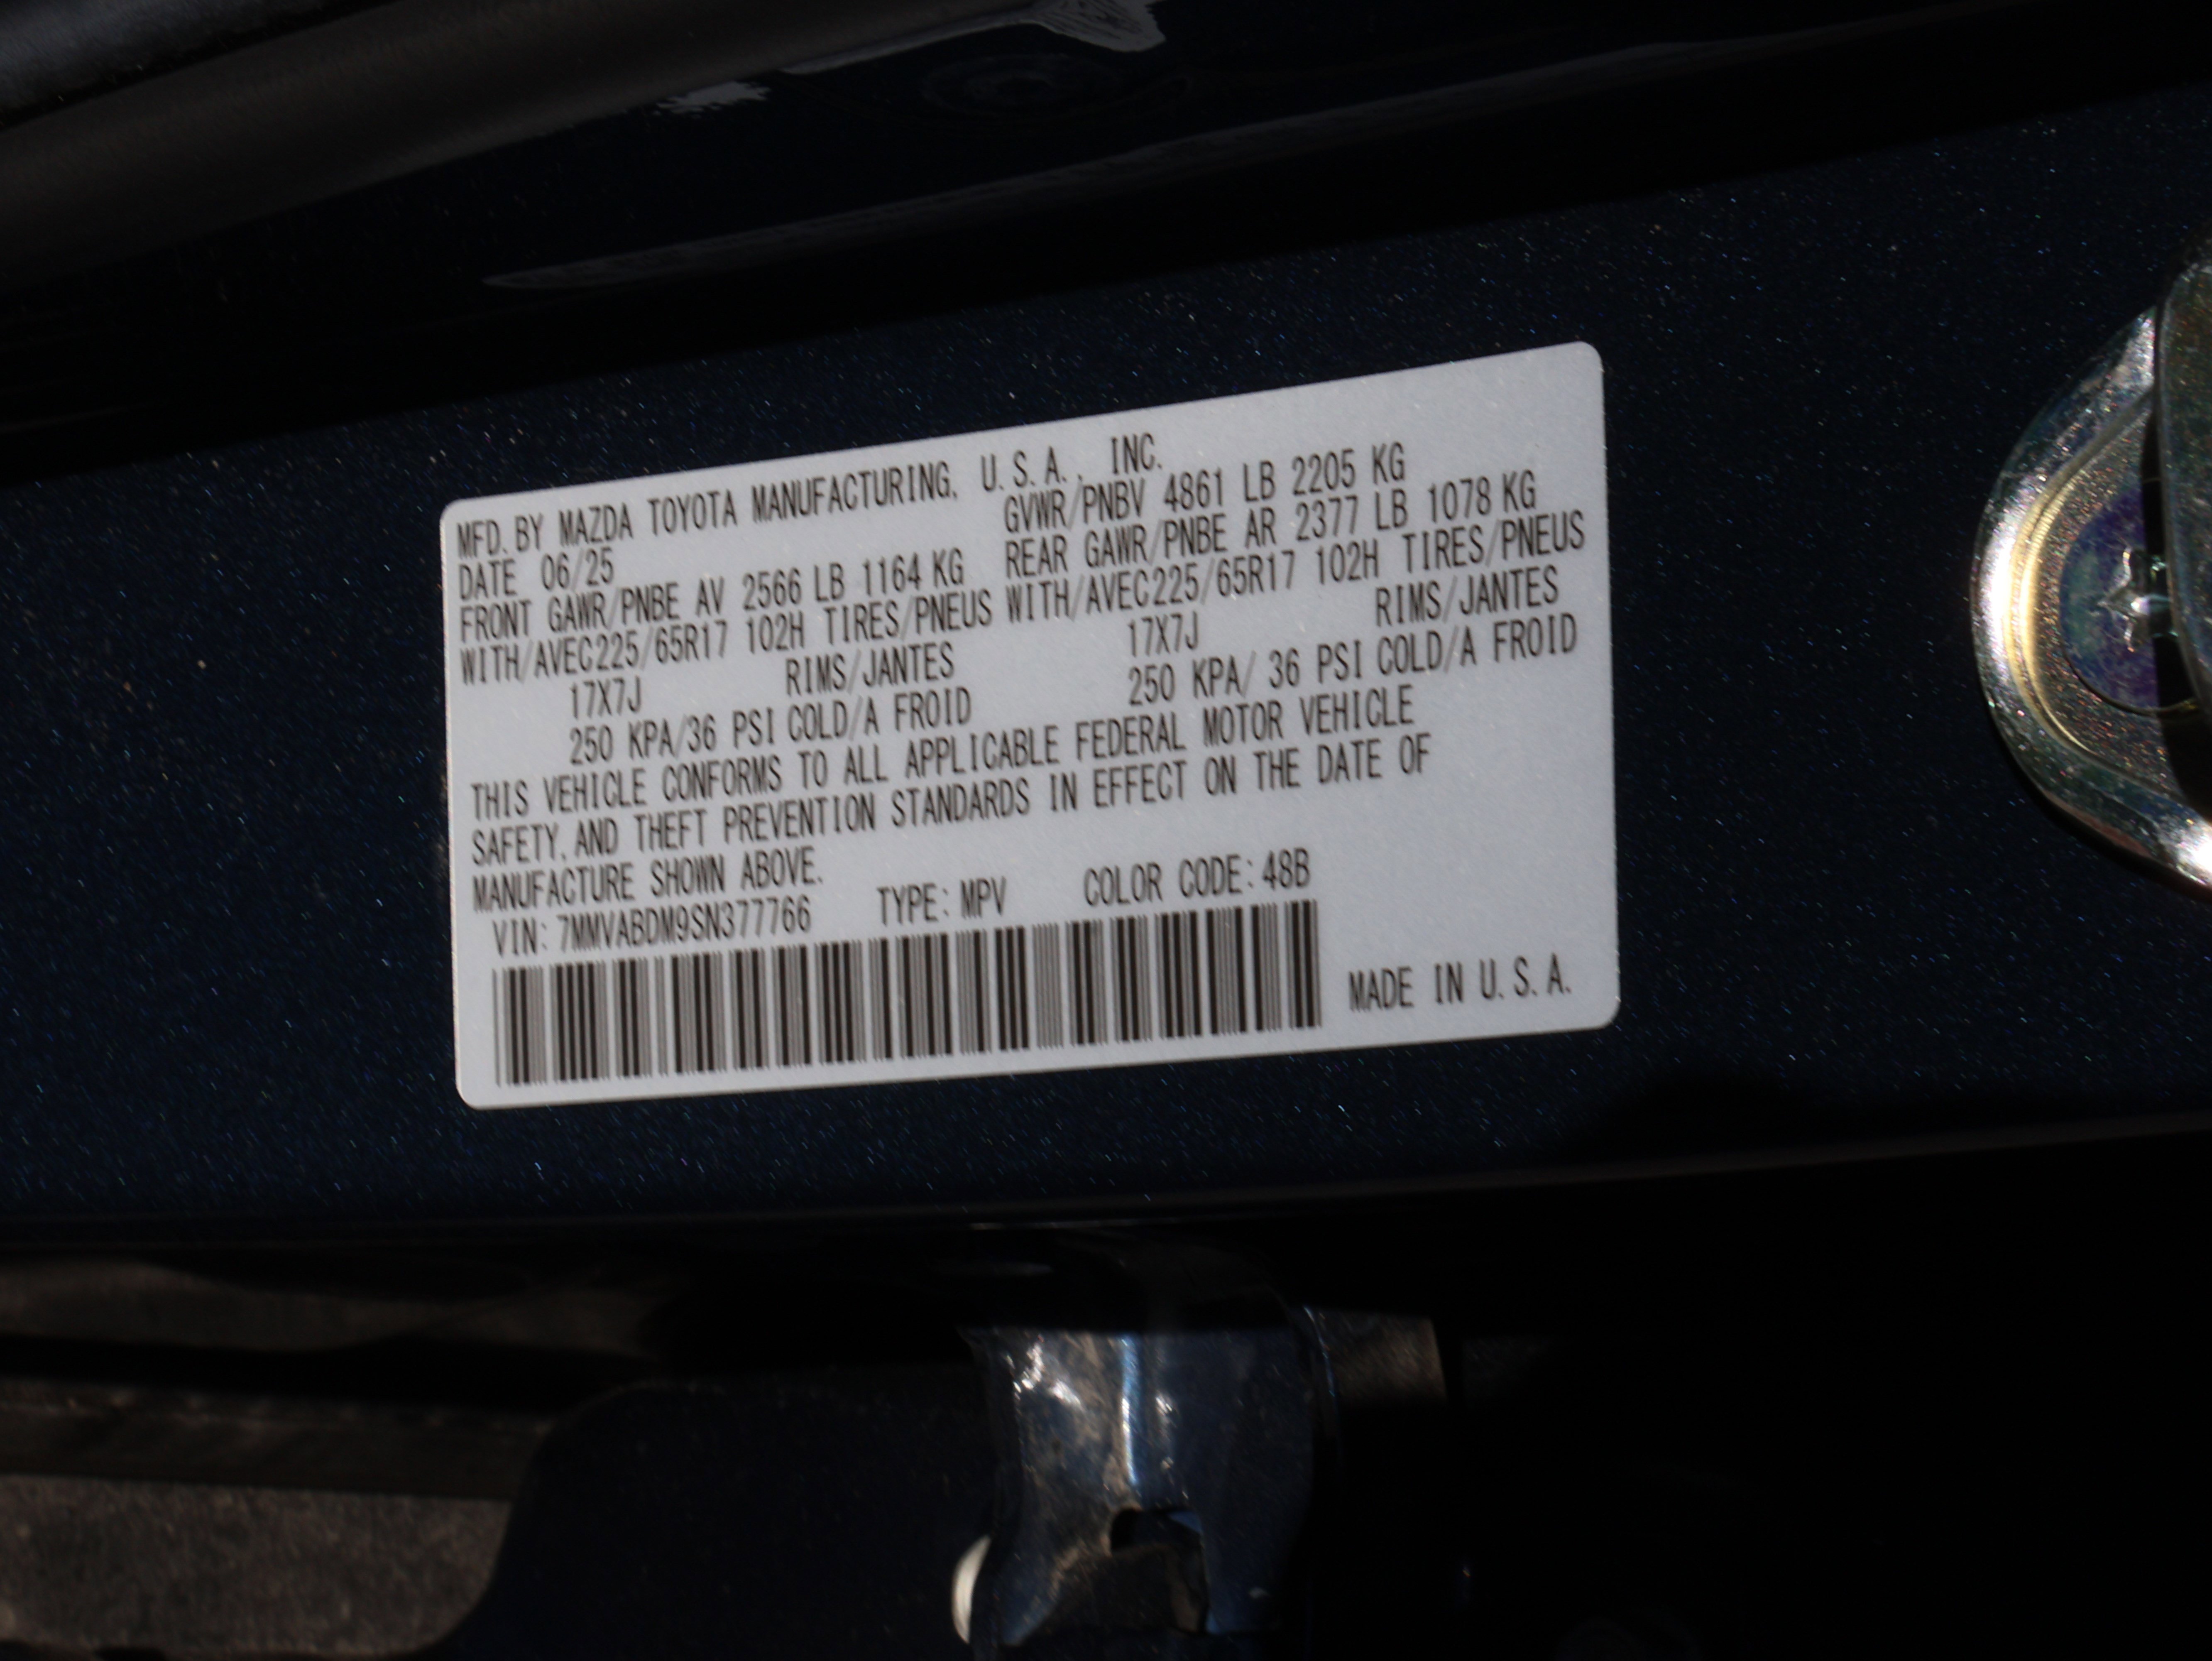 MFD. BY MAZDA TOYOTA MANUFACTURING, U.S.A., INC.
DATE 06/25 GVWR/PNBV 4861 LB 2205 KG
FRONT GAWR/PNBE AV 2566 LB 1164 KG REAR GAWR/PNBE AR 2377 LB 1078 KG
WITH/AVEC225/65R17 102H TIRES/PNEUS WITH/AVEC225/65R17 102H TIRES/PNEUS
17X7J RIMS/JANTES 17X7J RIMS/JANTES
250 KPA/36 PSI COLD/A FROID 250 KPA/ 36 PSI COLD/A FROID
THIS VEHICLE CONFORMS TO ALL APPLICABLE FEDERAL MOTOR VEHICLE
SAFETY, AND THEFT PREVENTION STANDARDS IN EFFECT ON THE DATE OF
MANUFACTURE SHOWN ABOVE.
VIN: 7MMVABDM9SN377766 TYPE: MPV COLOR CODE: 48B
MADE IN U.S.A.